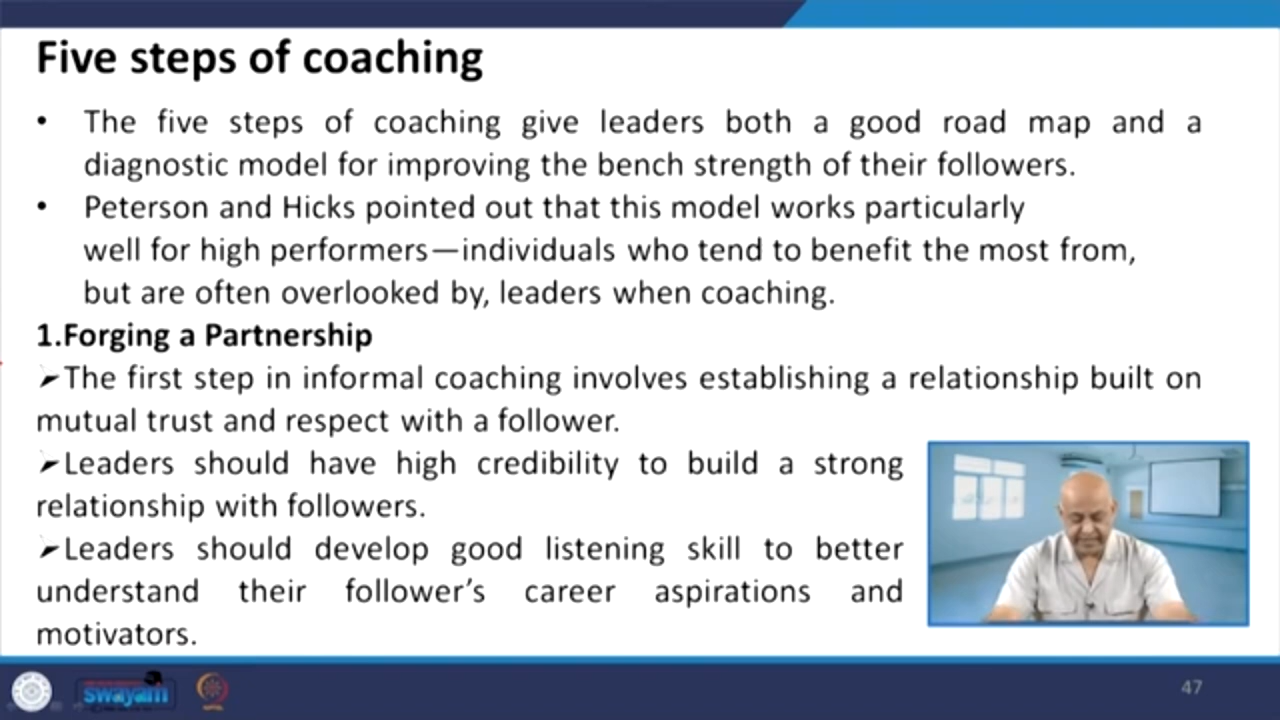 Five steps of coaching
• The five steps of coaching give leaders both a good road map and a
diagnostic model for improving the bench strength of their followers.
• Peterson and Hicks pointed out that this model works particularly
well for high performers—individuals who tend to benefit the most from,
but are often overlooked by, leaders when coaching.
1.Forging a Partnership
➢The first step in informal coaching involves establishing a relationship built on
mutual trust and respect with a follower.
➢Leaders should have high credibility to build a strong
relationship with followers.
➢Leaders should develop good listening skill to better
understand their follower’s career aspirations and
motivators.
swayam
47